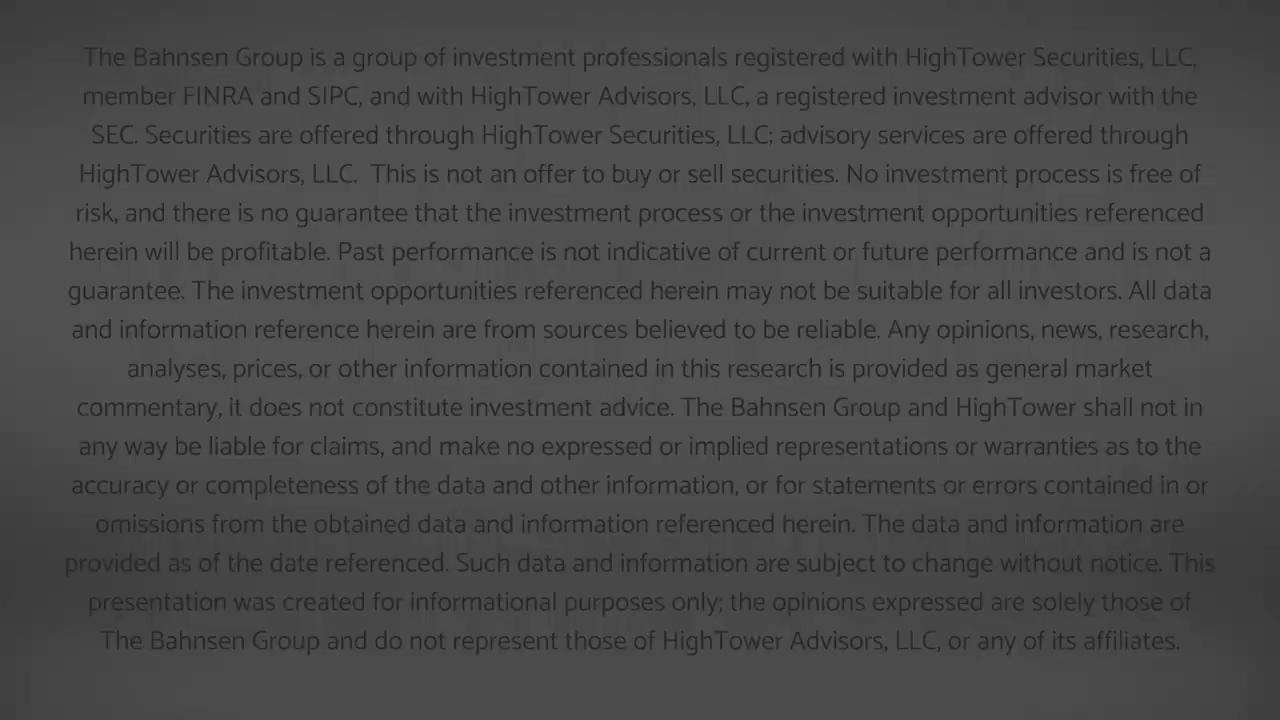 The Bahnsen Group is a group of investment professionals registered with HighTower Securities, LLC,
member FINRA and SIPC, and with HighTower Advisors, LLC, a registered investment advisor with the
SEC. Securities are offered through HighTower Securities, LLC; advisory services are offered through
HighTower Advisors, LLC.  This is not an offer to buy or sell securities. No investment process is free of
risk, and there is no guarantee that the investment process or the investment opportunities referenced
herein will be profitable. Past performance is not indicative of current or future performance and is not a
guarantee. The investment opportunities referenced herein may not be suitable for all investors. All data
and information reference herein are from sources believed to be reliable. Any opinions, news, research,
analyses, prices, or other information contained in this research is provided as general market
commentary, it does not constitute investment advice. The Bahnsen Group and HighTower shall not in
any way be liable for claims, and make no expressed or implied representations or warranties as to the
accuracy or completeness of the data and other information, or for statements or errors contained in or
omissions from the obtained data and information referenced herein. The data and information are
provided as of the date referenced. Such data and information are subject to change without notice. This
presentation was created for informational purposes only; the opinions expressed are solely those of
The Bahnsen Group and do not represent those of HighTower Advisors, LLC, or any of its affiliates.